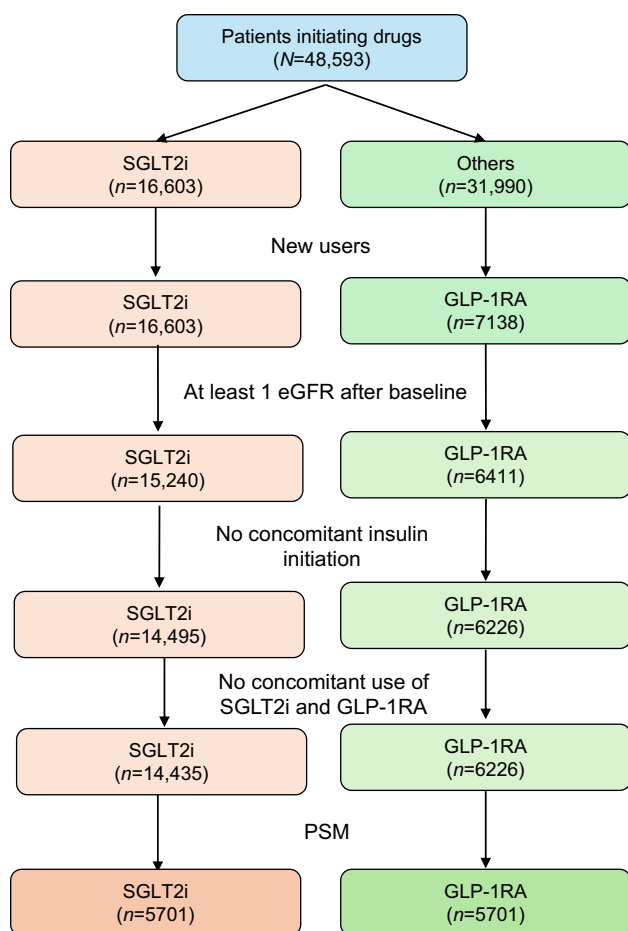 Patients initiating drugs
(N=48,593)
SGLT2i
(n=16,603)
Others
(n=31,990)
New users
SGLT2i
(n=16,603)
GLP-1RA
(n=7138)
At least 1 eGFR after baseline
SGLT2i
(n=15,240)
GLP-1RA
(n=6411)
No concomitant insulin
initiation
SGLT2i
(n=14,495)
GLP-1RA
(n=6226)
No concomitant use of
SGLT2i and GLP-1RA
SGLT2i
(n=14,435)
GLP-1RA
(n=6226)
PSM
SGLT2i
(n=5701)
GLP-1RA
(n=5701)